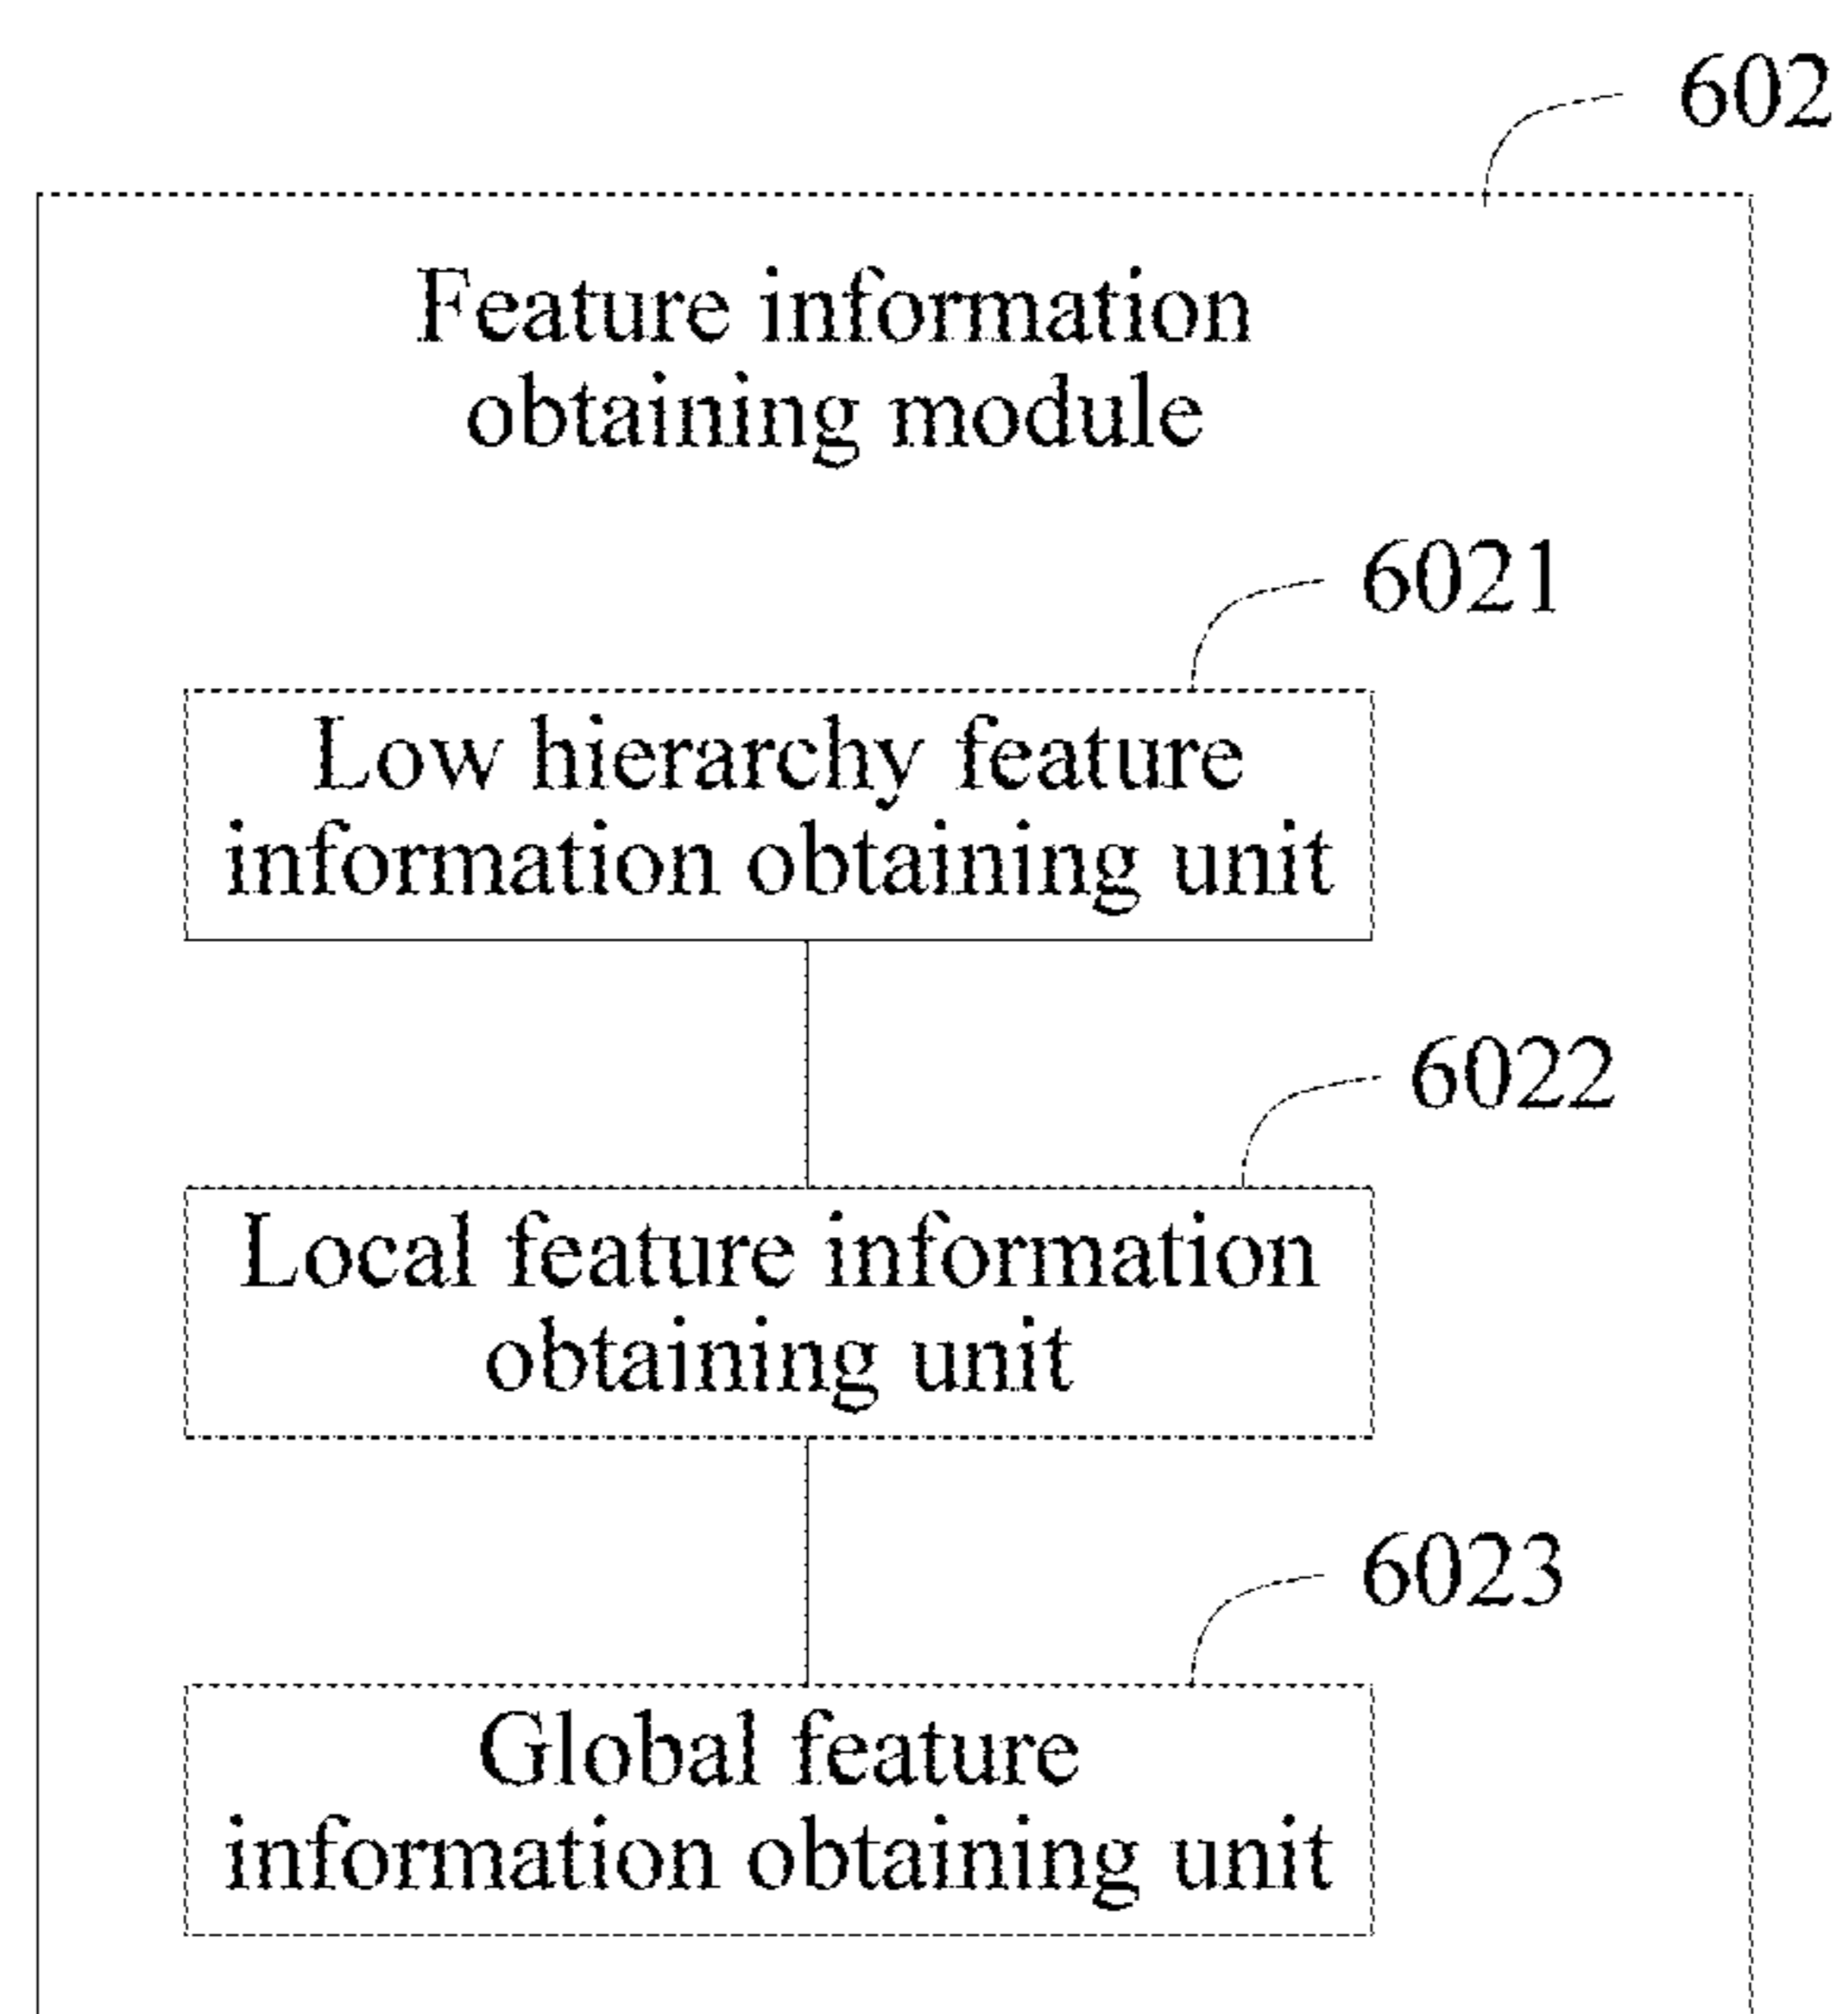 602
Feature information
obtaining module
6021
Low hierarchy feature
information obtaining unit
6022
Local feature information
obtaining unit
6023
Global feature
information obtaining unit